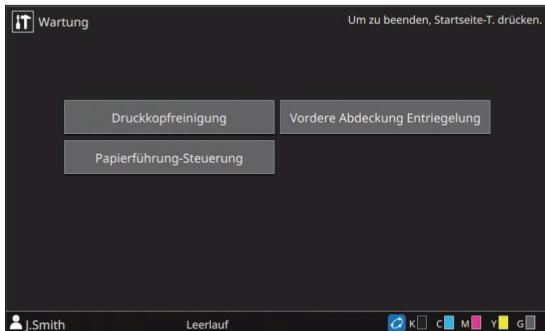 Wartung
Um zu beenden, Startseite-T. drücken.
Druckkopfreinigung
Vordere Abdeckung Entriegelung
Papierführung-Steuerung
J.Smith
Leerlauf
K C M Y G